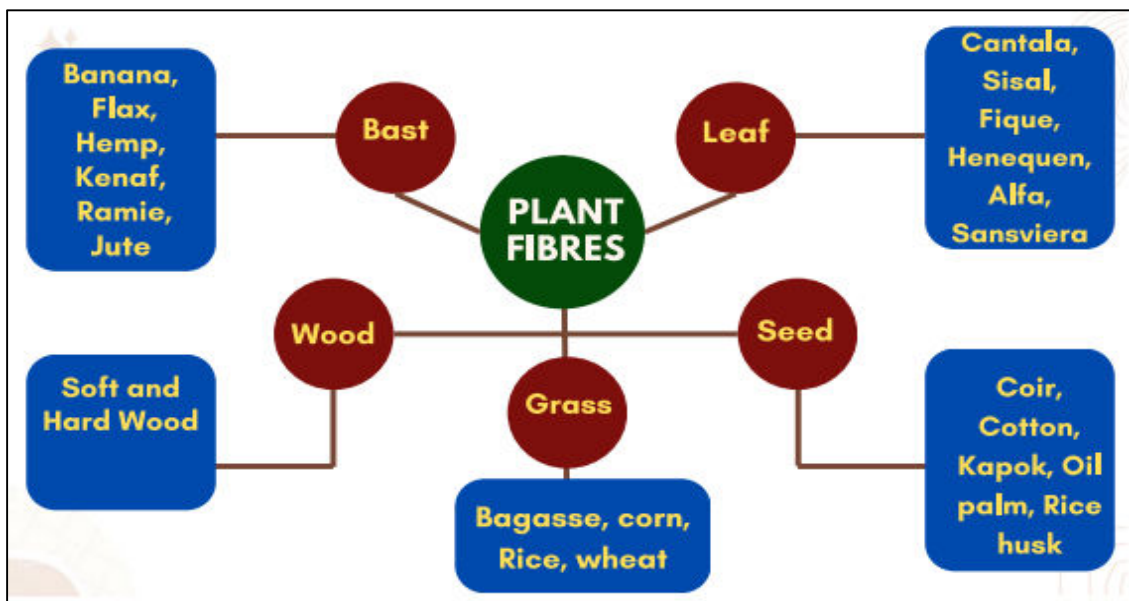 Banana,
Flax,
Hemp,
Kenaf,
Ramie,
Jute
Bast
PLANT
FIBRES
Leaf
Cantala,
Sisal,
Fique,
Henequen,
Alfa,
Sansviera
Wood
Soft and
Hard Wood
Grass
Bagasse, corn,
Rice, wheat
Seed
Coir,
Cotton,
Kapok, Oil
palm, Rice
husk